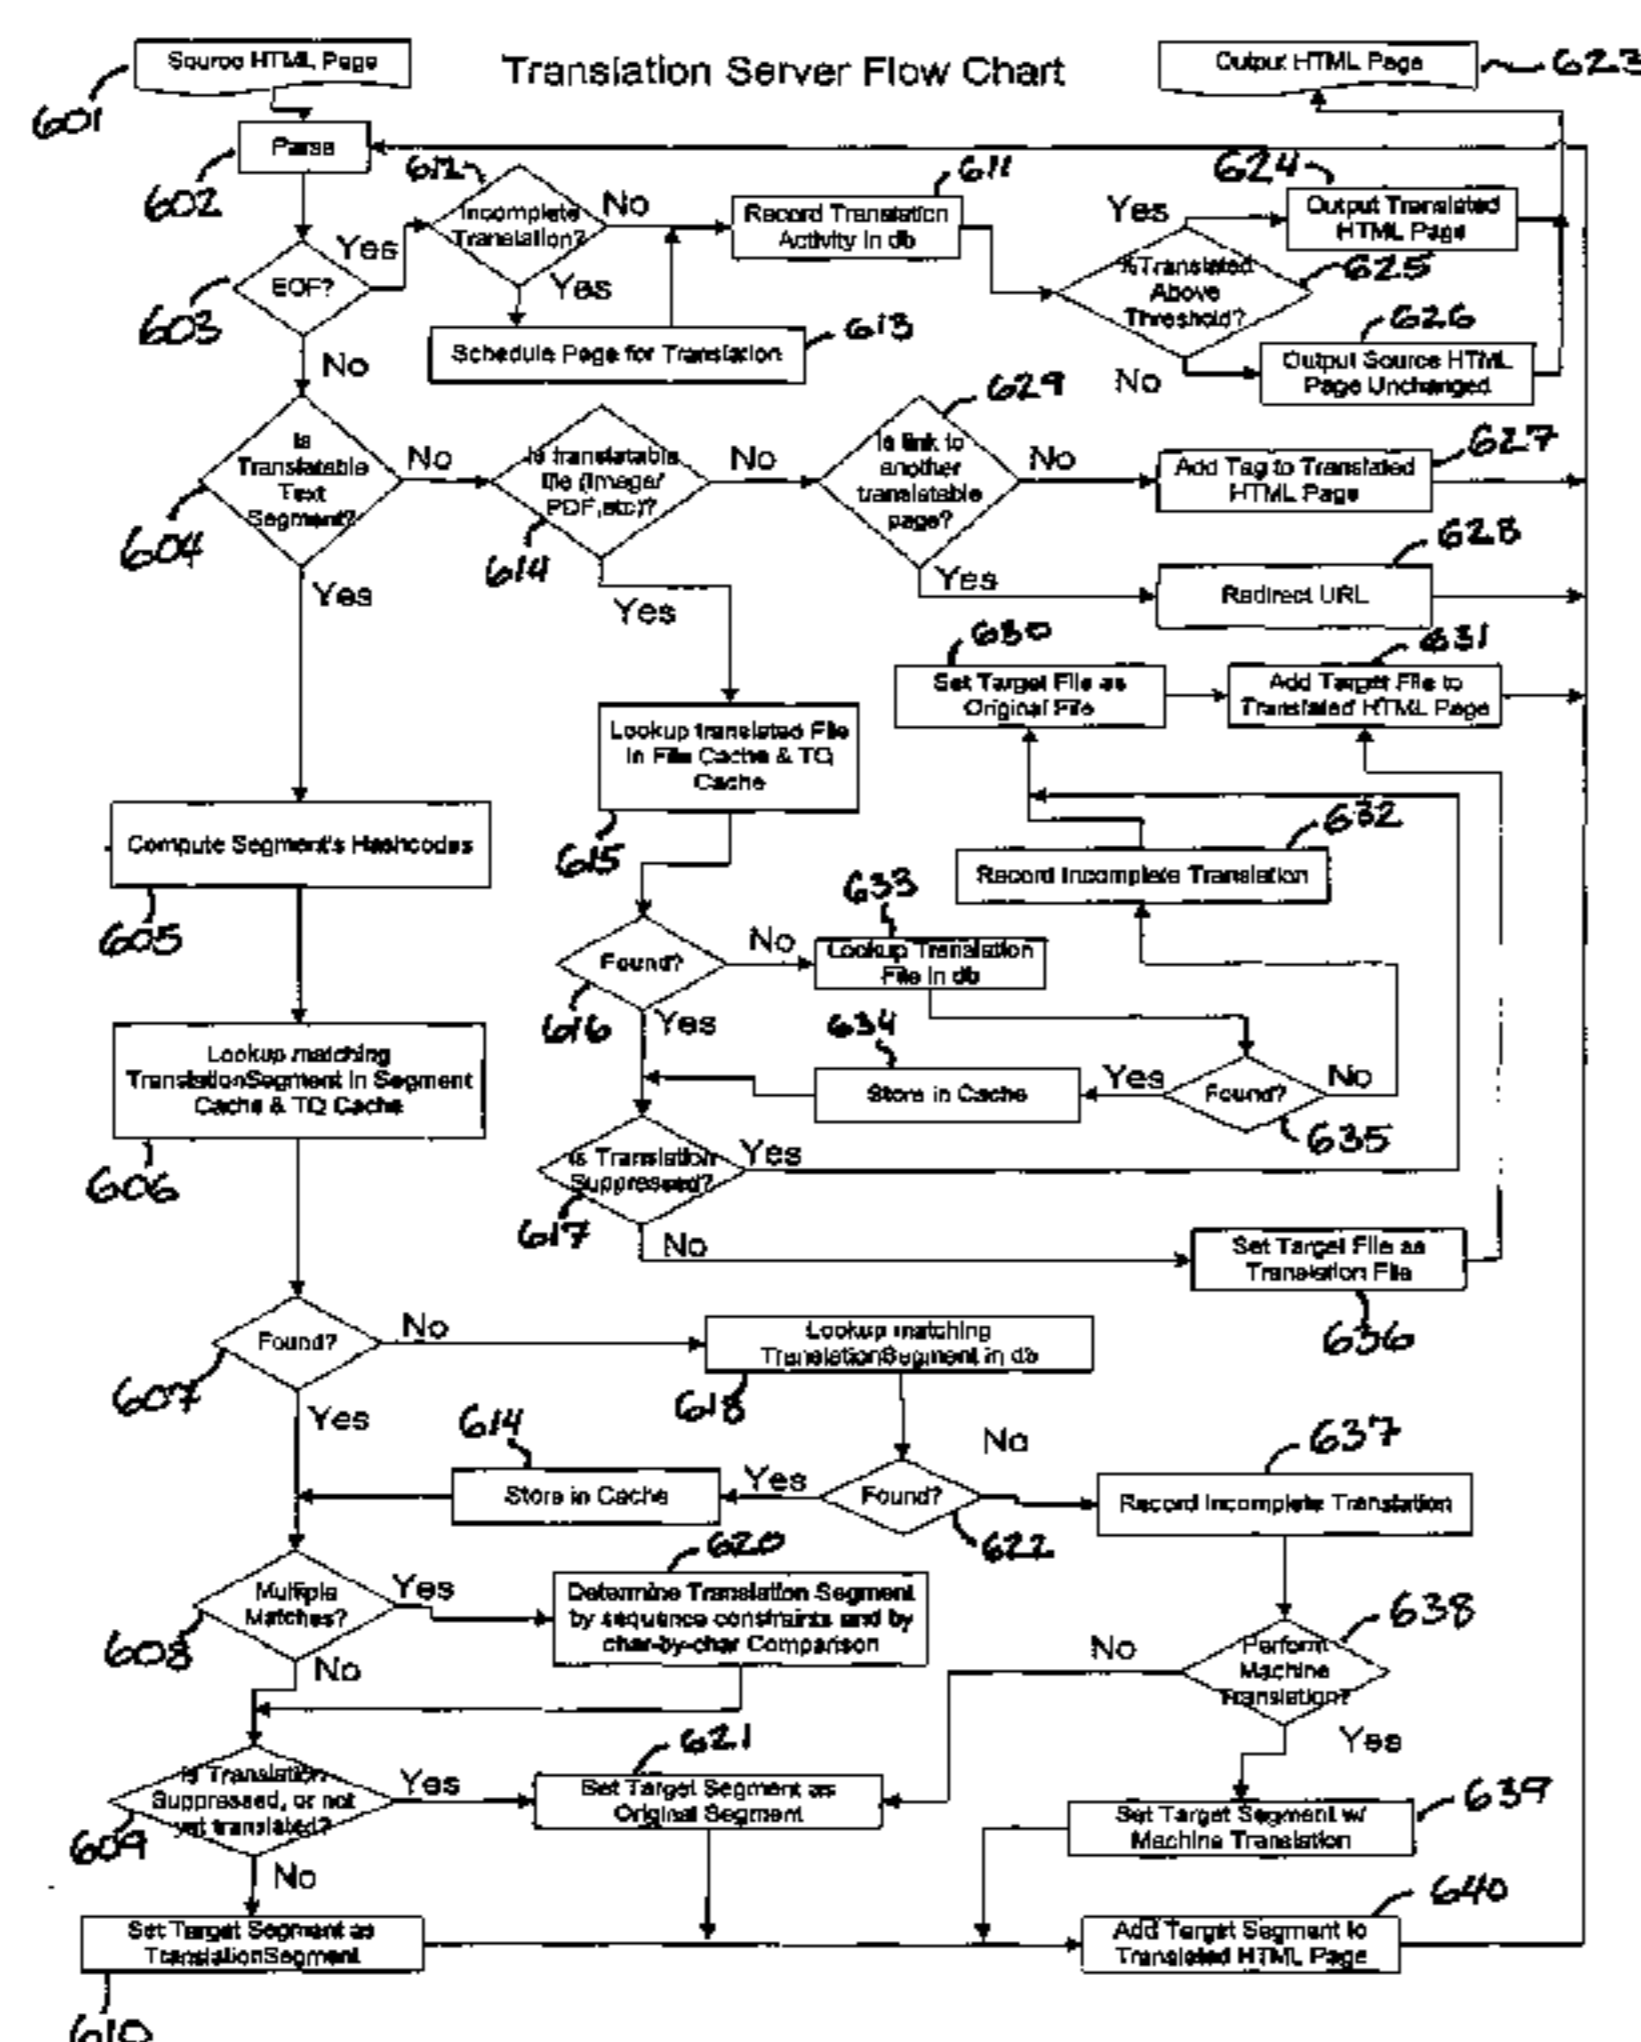 Source HTML Page
Translation Server Flow Chart
Output HTML Page
623
601
Parse
602
612
611
624
Incomplete
Translation?
No
Record Translation
Activity in db
Yes
Output Translated
HTML Page
Yes
EOF?
603
Yes
% Translated
Above
Threshold?
625
613
Schedule Page for Translation
626
Output Source HTML
Page Unchanged
No
No
629
Is
Translatable
Text
Segment?
No
Is translatable
file (image/
PDF,etc)?
No
Is link to
another
translatable
page?
No
Add Tag to Translated
HTML Page
627
604
614
628
Yes
Yes
Yes
Redirect URL
630
631
Set Target File as
Original File
Add Target File to
Translated HTML Page
Lookup translated File
in File Cache & TQ
Cache
615
632
Compute Segment's Hashcodes
Record Incomplete Translation
605
633
Found?
No
Lookup Translation
File in db
616
Yes
634
Lookup matching
TranslationSegment in Segment
Cache & TQ Cache
Store in Cache
Yes
Found?
No
635
606
Is Translation
Suppressed?
Yes
617
No
Set Target File as
Translation File
636
Found?
No
Lookup matching
TranslationSegment in db
607
618
Yes
614
No
637
Store in Cache
Yes
Found?
Record Incomplete Translation
622
620
Multiple
Matches?
Yes
Determine Translation Segment
by sequence constraints and by
char-by-char Comparison
608
No
638
No
Perform
Machine
Translation?
Yes
621
Is Translation
Suppressed, or not
yet translated?
Yes
Set Target Segment as
Original Segment
639
Set Target Segment w/
Machine Translation
609
No
640
Set Target Segment as
TranslationSegment
Add Target Segment to
Translated HTML Page
610